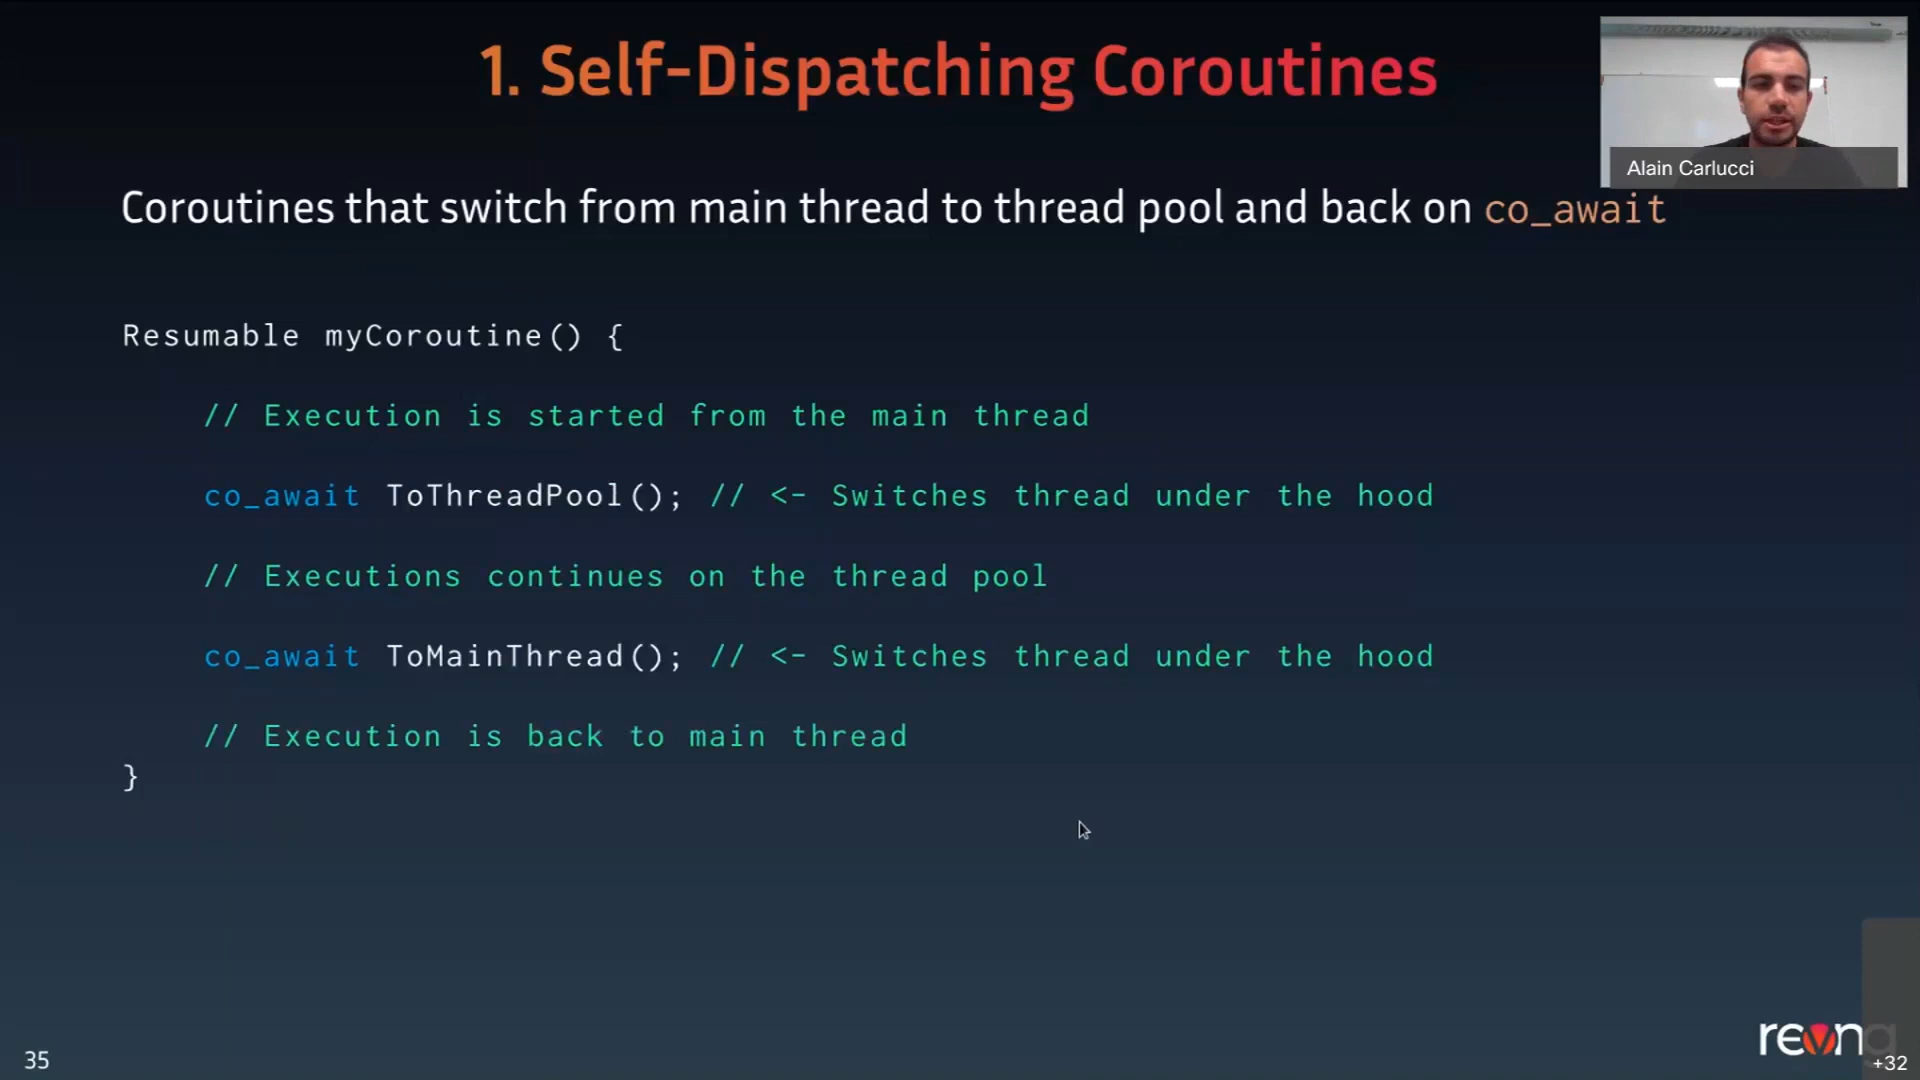 1. Self-Dispatching Coroutines
Alain Carlucci
Coroutines that switch from main thread to thread pool and back on co_await
Resumable myCoroutine() {
// Execution is started from the main thread
co_await ToThreadPool(); // <- Switches thread under the hood
// Executions continues on the thread pool
co_await ToMainThread(); // <- Switches thread under the hood
// Execution is back to main thread
}
35
revng
+32